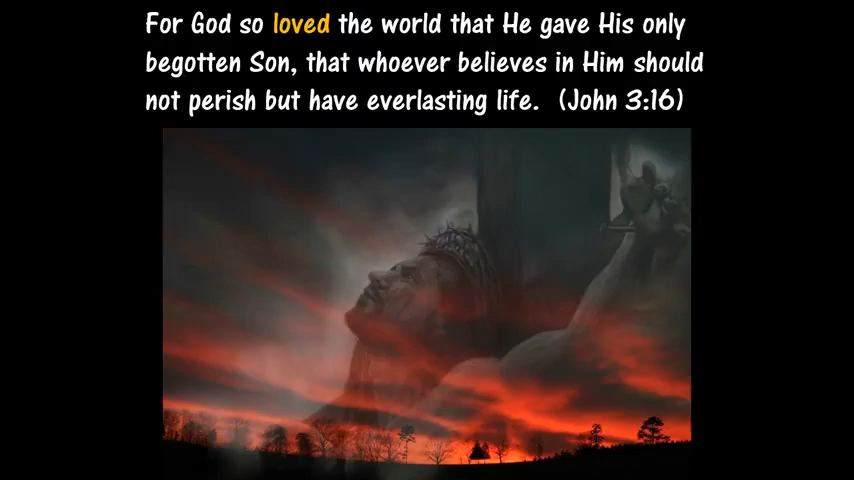 For God so loved the world that He gave His only
begotten Son, that whoever believes in Him should
not perish but have everlasting life.  (John 3:16)